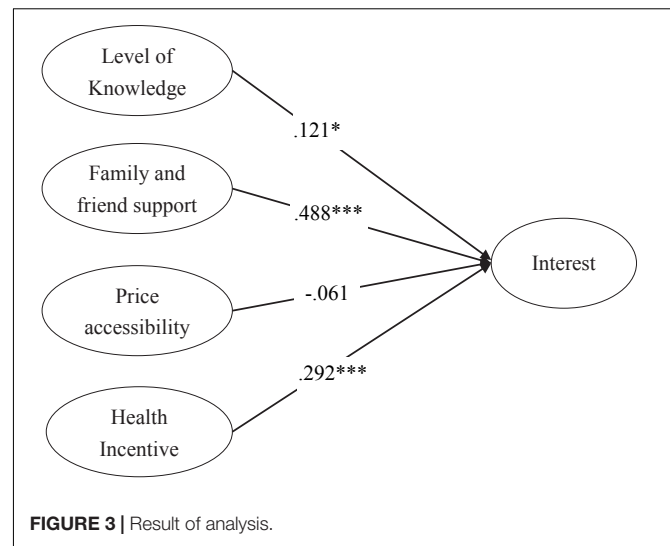 Level of
Knowledge
.121*
Family and
friend support
.488***
Interest
Price
accessibility
-.061
.292***
Health
Incentive
FIGURE 3 | Result of analysis.